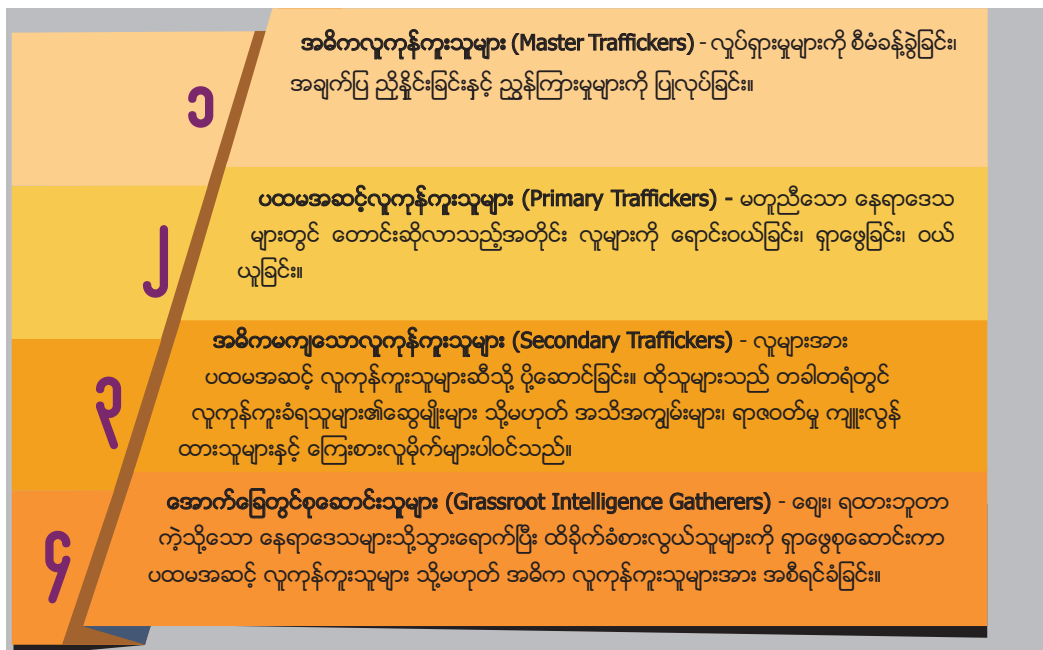 ၁
အဓိကလူကုန်ကူးသူများ (Master Traffickers) - လှုပ်ရှားမှုများကို စီမံခန့်ခွဲခြင်း၊
အချက်ပြ ညှိနှိုင်းခြင်းနှင့် ညွှန်ကြားမှုများကို ပြုလုပ်ခြင်း။
၂
ပထမအဆင့်လူကုန်ကူးသူများ (Primary Traffickers) - မတူညီသော နေရာဒေသ
များတွင် တောင်းဆိုလာသည့်အတိုင်း လူများကို ရောင်းဝယ်ခြင်း၊ ရှာဖွေခြင်း၊ ဝယ်
ယူခြင်း။
၃
အဓိကမကျသောလူကုန်ကူးသူများ (Secondary Traffickers) - လူများအား
ပထမအဆင့် လူကုန်ကူးသူများဆီသို့ ပို့ဆောင်ခြင်း။ ထိုသူများသည် တခါတရံတွင်
လူကုန်ကူးခံရသူများ၏ဆွေမျိုးများ သို့မဟုတ် အသိအကျွမ်းများ၊ ရာဇဝတ်မှု ကျူးလွန်
ထားသူများနှင့် ကြေးစားလူမိုက်များပါဝင်သည်။
၄
အောက်ခြေတွင်စုဆောင်းသူများ (Grassroot Intelligence Gatherers) - ဈေး၊ ရထားဘူတာ
ကဲ့သို့သော နေရာဒေသများသို့သွားရောက်ပြီး ထိခိုက်ခံစားလွယ်သူများကို ရှာဖွေစုဆောင်းကာ
ပထမအဆင့် လူကုန်ကူးသူများ သို့မဟုတ် အဓိက လူကုန်ကူးသူများအား အစီရင်ခံခြင်း။